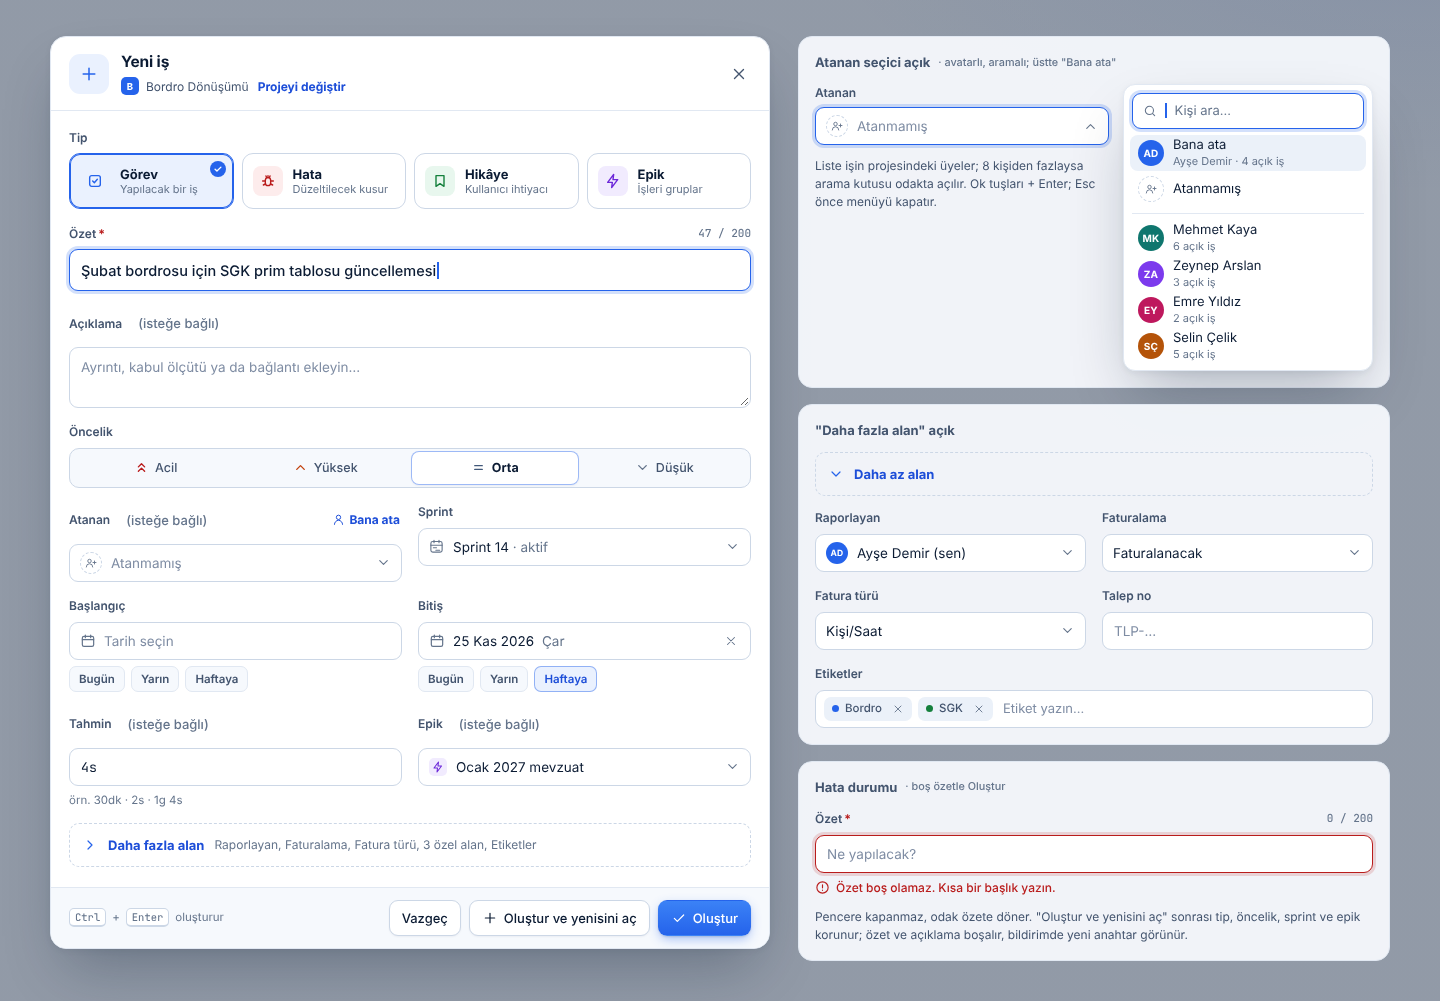 Yeni iş
B Bordro Dönüşümü Projeyi değiştir
Tip
Görev
Yapılacak bir iş
Hata
Düzeltilecek kusur
Hikâye
Kullanıcı ihtiyacı
Epik
İşleri gruplar
Özet * 47 / 200
Şubat bordrosu için SGK prim tablosu güncellemesi
Açıklama (isteğe bağlı)
Ayrıntı, kabul ölçütü ya da bağlantı ekleyin...
Öncelik
Acil Yüksek Orta Düşük
Atanan (isteğe bağlı) Bana ata
Atanmamış
Sprint
Sprint 14 · aktif
Başlangıç
Tarih seçin
Bugün Yarın Haftaya
Bitiş
25 Kas 2026 Çar
Bugün Yarın Haftaya
Tahmin (isteğe bağlı)
4s
örn. 30dk · 2s · 1g 4s
Epik (isteğe bağlı)
Ocak 2027 mevzuat
Daha fazla alan Raporlayan, Faturalama, Fatura türü, 3 özel alan, Etiketler
Ctrl + Enter oluşturur
Vazgeç
Oluştur ve yenisini aç
Oluştur
Atanan seçici açık · avatarlı, aramalı; üstte "Bana ata"
Atanan
Atanmamış
Liste işin projesindeki üyeler; 8 kişiden fazlaysa
arama kutusu odakta açılır. Ok tuşları + Enter; Esc
önce menüyü kapatır.
Kişi ara...
AD Bana ata
Ayşe Demir · 4 açık iş
Atanmamış
MK Mehmet Kaya
6 açık iş
ZA Zeynep Arslan
3 açık iş
EY Emre Yıldız
2 açık iş
SÇ Selin Çelik
5 açık iş
"Daha fazla alan" açık
Daha az alan
Raporlayan
AD Ayşe Demir (sen)
Faturalama
Faturalanacak
Fatura türü
Kişi/Saat
Talep no
TLP-...
Etiketler
Bordro SGK Etiket yazın...
Hata durumu · boş özetle Oluştur
Özet * 0 / 200
Ne yapılacak?
Özet boş olamaz. Kısa bir başlık yazın.
Pencere kapanmaz, odak özete döner. "Oluştur ve yenisini aç" sonrası tip, öncelik, sprint ve epik
korunur; özet ve açıklama boşalır, bildirimde yeni anahtar görünür.